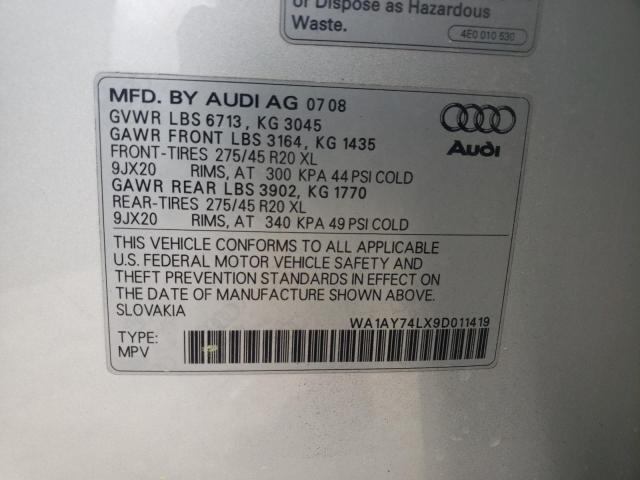 or Dispose as Hazardous
Waste.
4E0 010 530
MFD. BY AUDI AG 07 08
GVWR LBS 6713, KG 3045
GAWR FRONT LBS 3164, KG 1435
FRONT-TIRES 275/45 R20 XL
9JX20 RIMS, AT 300 KPA 44 PSI COLD
GAWR REAR LBS 3902, KG 1770
REAR-TIRES 275/45 R20 XL
9JX20 RIMS, AT 340 KPA 49 PSI COLD
Audi
THIS VEHICLE CONFORMS TO ALL APPLICABLE
U.S. FEDERAL MOTOR VEHICLE SAFETY AND
THEFT PREVENTION STANDARDS IN EFFECT ON
THE DATE OF MANUFACTURE SHOWN ABOVE.
SLOVAKIA
WA1AY74LX9D011419
TYPE:
MPV